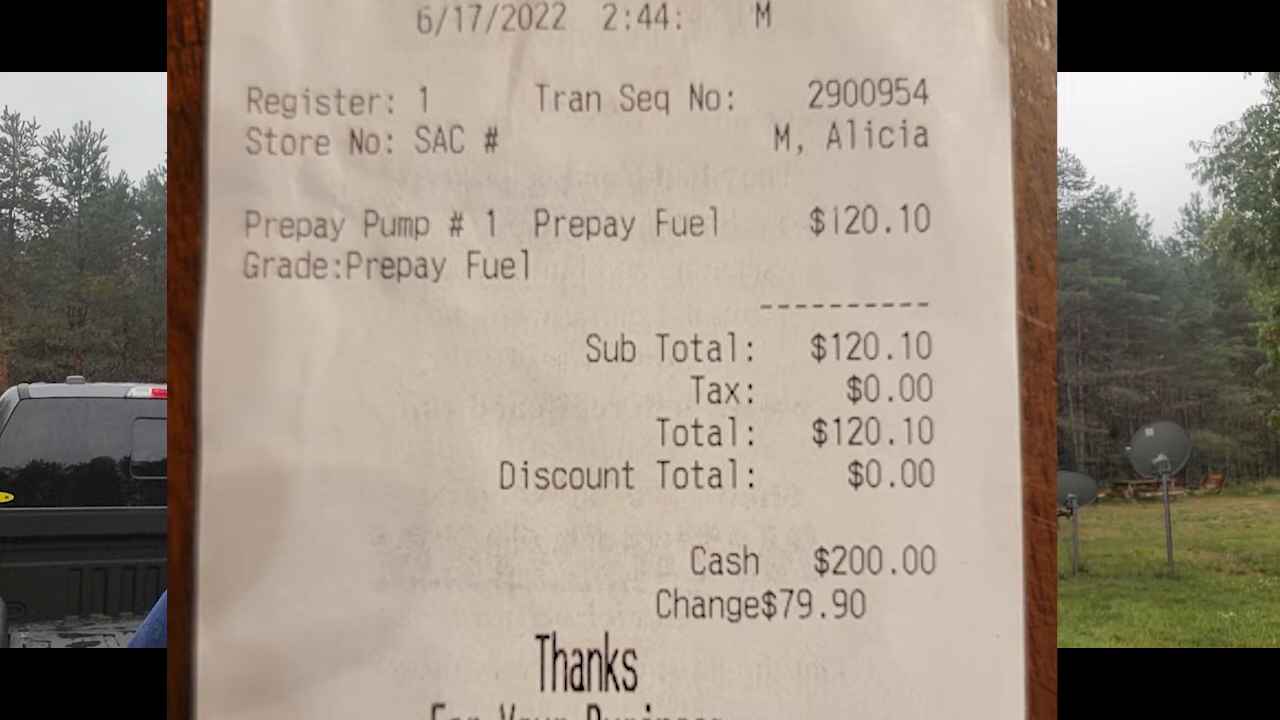 6/17/2022 2:44: M
Register: 1 Tran Seq No: 2900954
Store No: SAC # M, Alicia
Prepay Pump # 1 Prepay Fuel $120.10
Grade:Prepay Fuel
----------
Sub Total: $120.10
Tax: $0.00
Total: $120.10
Discount Total: $0.00
Cash $200.00
Change$79.90
Thanks
For Your